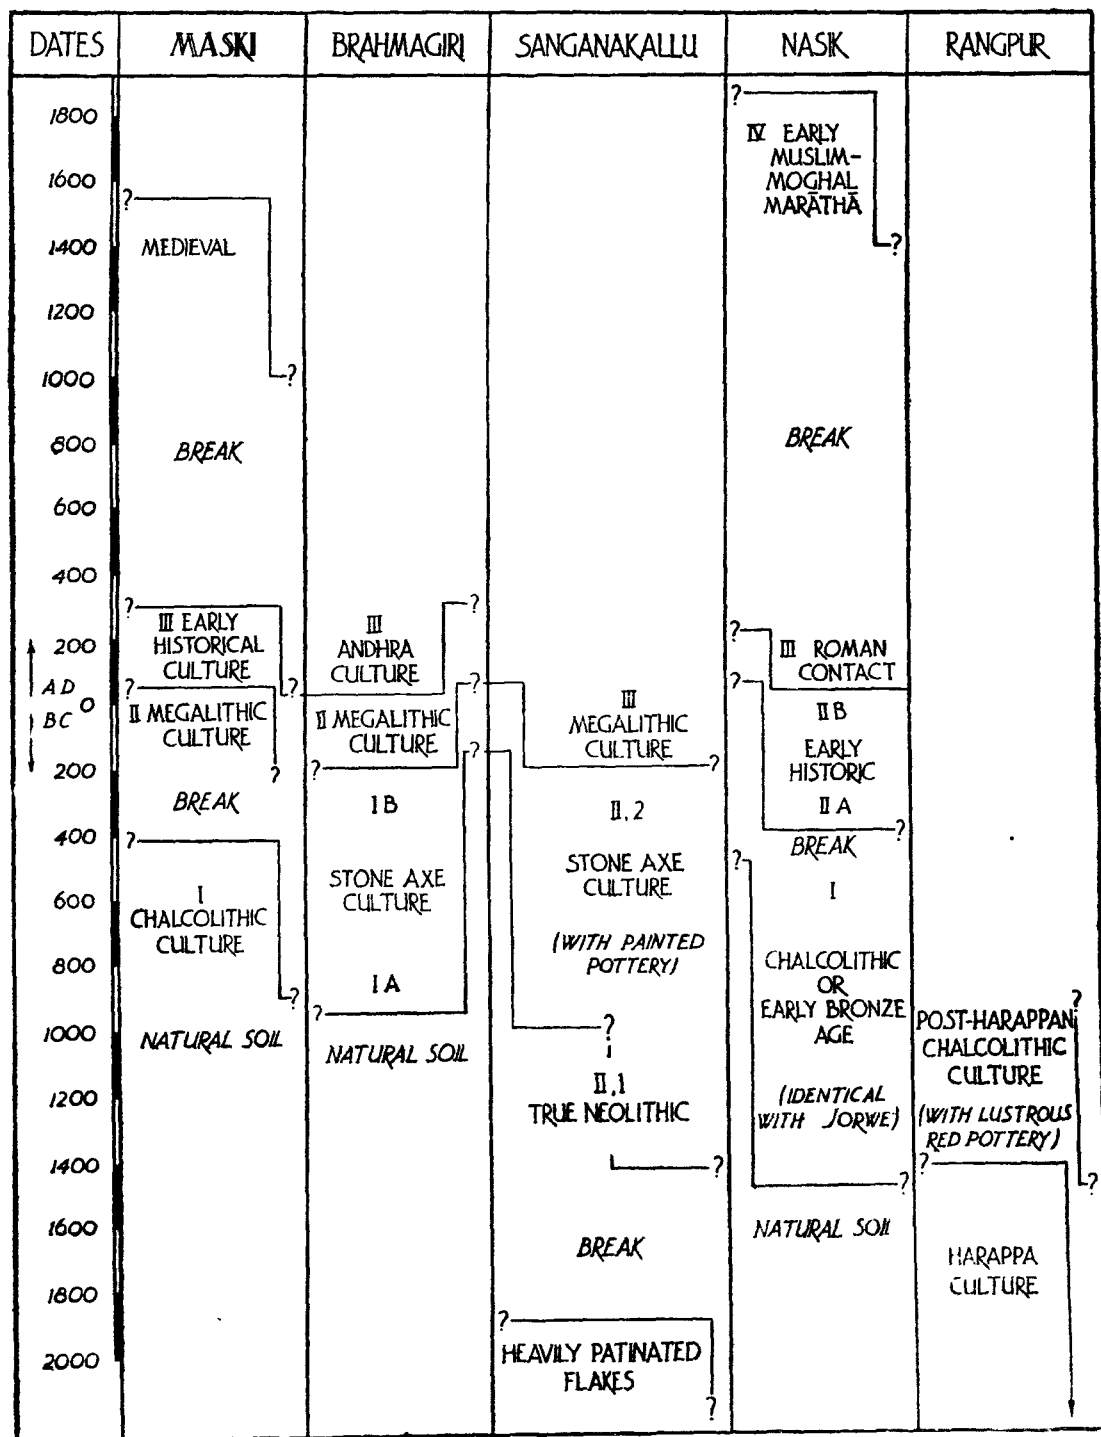 DATES
MASKI
BRAHMAGIRI
SANGANAKALLU
NASIK
RANGPUR
1800
1600
1400
1200
1000
800
600
400
200
AD
0
BC
200
400
600
800
1000
1200
1400
1600
1800
2000
?
MEDIEVAL
?
BREAK
?
III EARLY
HISTORICAL
CULTURE
?
?
II MEGALITHIC
CULTURE
?
BREAK
?
I
CHALCOLITHIC
CULTURE
?
NATURAL SOIL
?
III
ANDHRA
CULTURE
?
II MEGALITHIC
CULTURE
?
?
I B
STONE AXE
CULTURE
I A
?
NATURAL SOIL
III
MEGALITHIC
CULTURE
?
II.2
STONE AXE
CULTURE
(WITH PAINTED
POTTERY)
?
II.1
TRUE NEOLITHIC
?
BREAK
?
HEAVILY PATINATED
FLAKES
?
?
IV EARLY
MUSLIM-
MOGHAL
MARĀTHĀ
?
BREAK
?
III ROMAN
CONTACT
?
II B
EARLY
HISTORIC
II A
?
BREAK
?
I
CHALCOLITHIC
OR
EARLY BRONZE
AGE
(IDENTICAL
WITH JORWE)
?
NATURAL SOIL
?
POST-HARAPPAN
CHALCOLITHIC
CULTURE
(WITH LUSTROUS
RED POTTERY)
?
?
HARAPPA
CULTURE